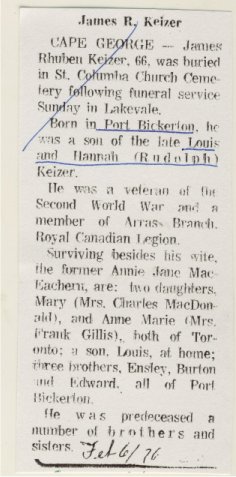 James R. Keizer
CAPE GEORGE — James
Rhuben Keizer, 66, was buried
in St. Columba Church Ceme-
tery following funeral service
Sunday in Lakevale.
Born in Port Bickerton, he
was a son of the late Louis
and Hannah (Rudolph)
Keizer.
He was a veteran of the
Second World War and a
member of Arras Branch,
Royal Canadian Legion.
Surviving besides his wife,
the former Annie Jane Mac-
Eachern, are: two daughters,
Mary (Mrs. Charles MacDon-
ald), and Anne Marie (Mrs.
Frank Gillis), both of Tor-
onto; a son, Louis, at home;
three brothers, Ensley, Burton
and Edward, all of Port
Bickerton.
He was predeceased a
number of brothers and
sisters. Feb 6/76